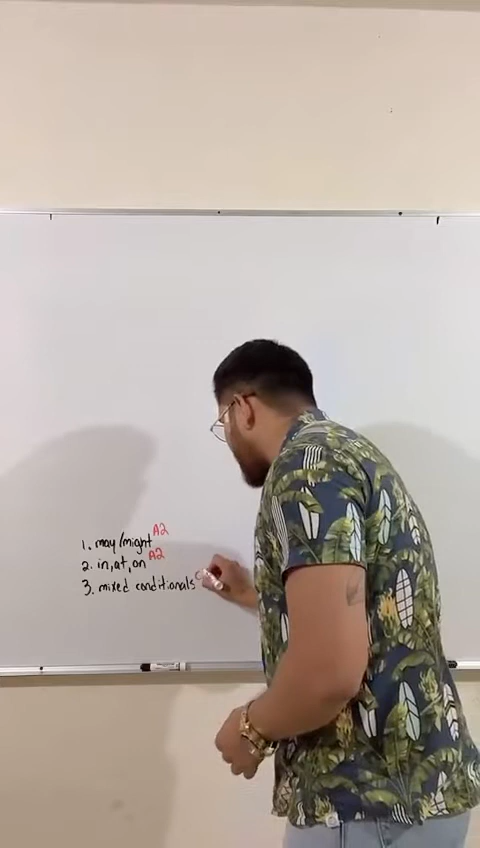 1. may/might A2
2. in, at, on A2
3. mixed conditionals C